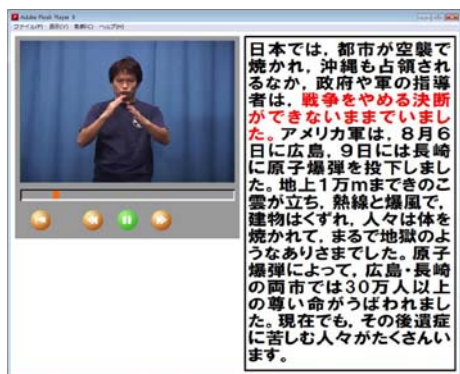 Adobe Flash Player 9
ファイル(F) 表示(V) 制御(C) ヘルプ(H)
日本では，都市が空襲で
焼かれ，沖縄も占領され
るなか，政府や軍の指導
者は，戦争をやめる決断
ができないままでいまし
た。アメリカ軍は，８月６
日に広島，９日には長崎
に原子爆弾を投下しまし
た。地上１万mまできのこ
雲が立ち，熱線と爆風で，
建物はくずれ，人々は体を
焼かれて，まるで地獄のよ
うなありさまでした。原子
爆弾によって，広島・長崎
の両市では３０万人以上
の尊い命がうばわれまし
た。現在でも，その後遺症
に苦しむ人々がたくさんい
ます。